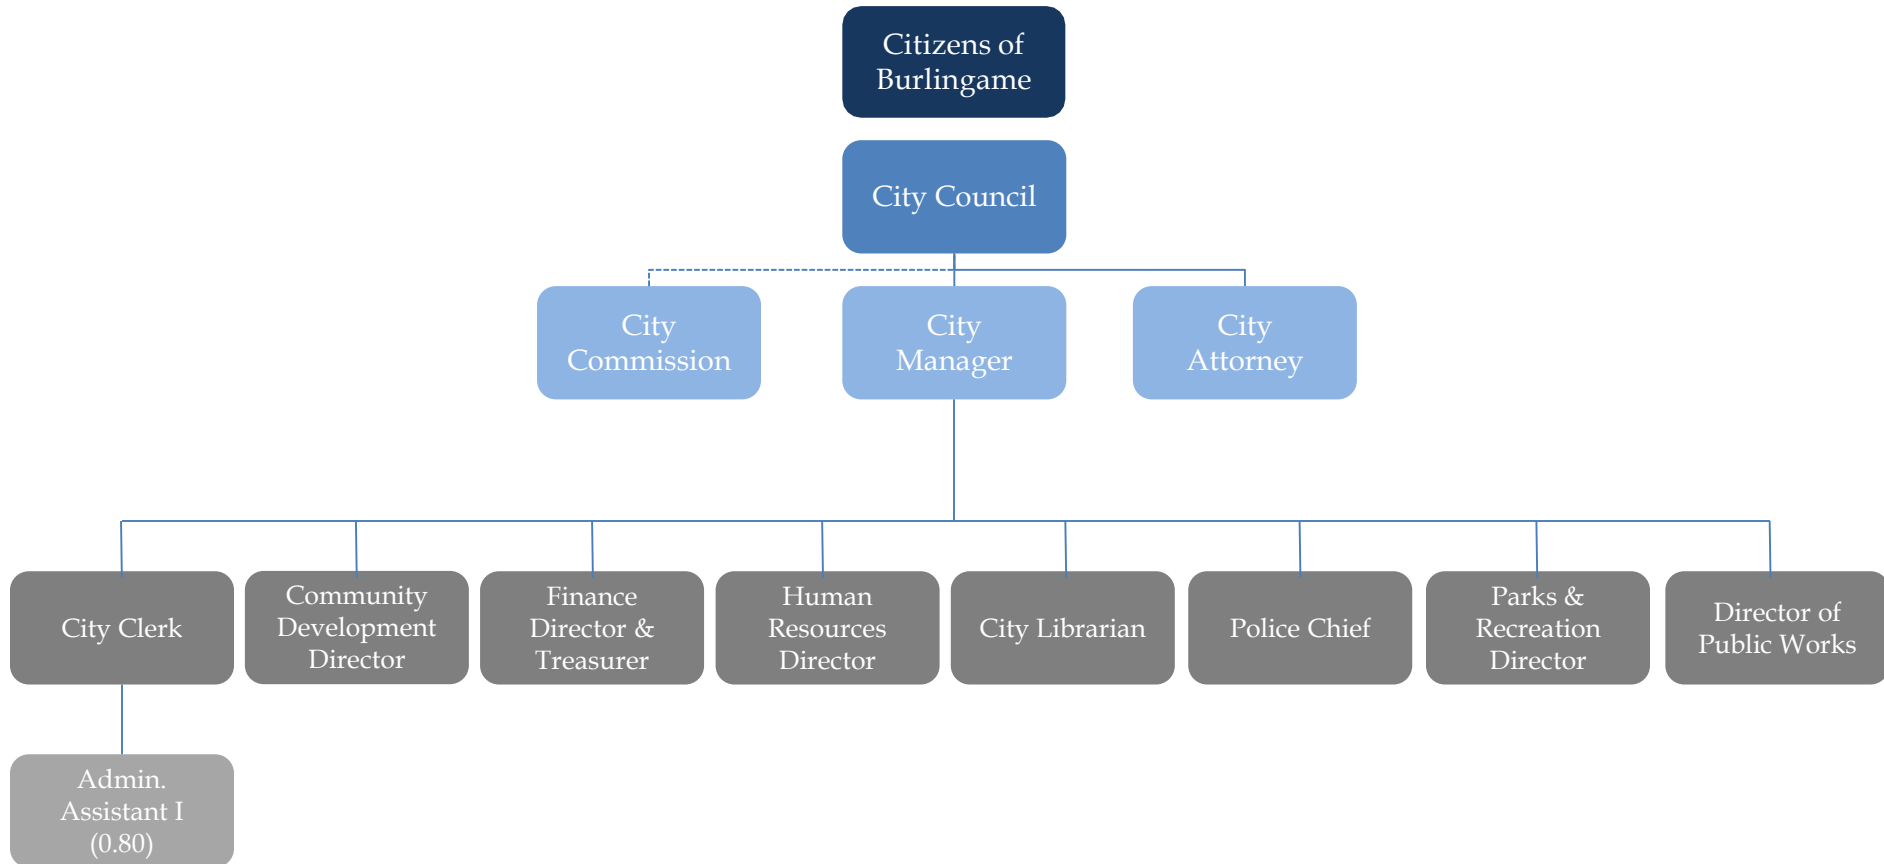 Citizens of
Burlingame
City Council
City
Commission
City
Manager
City
Attorney
City Clerk
Community
Development
Director
Finance
Director &
Treasurer
Human
Resources
Director
City Librarian
Police Chief
Parks &
Recreation
Director
Director of
Public Works
Admin.
Assistant I
(0.80)